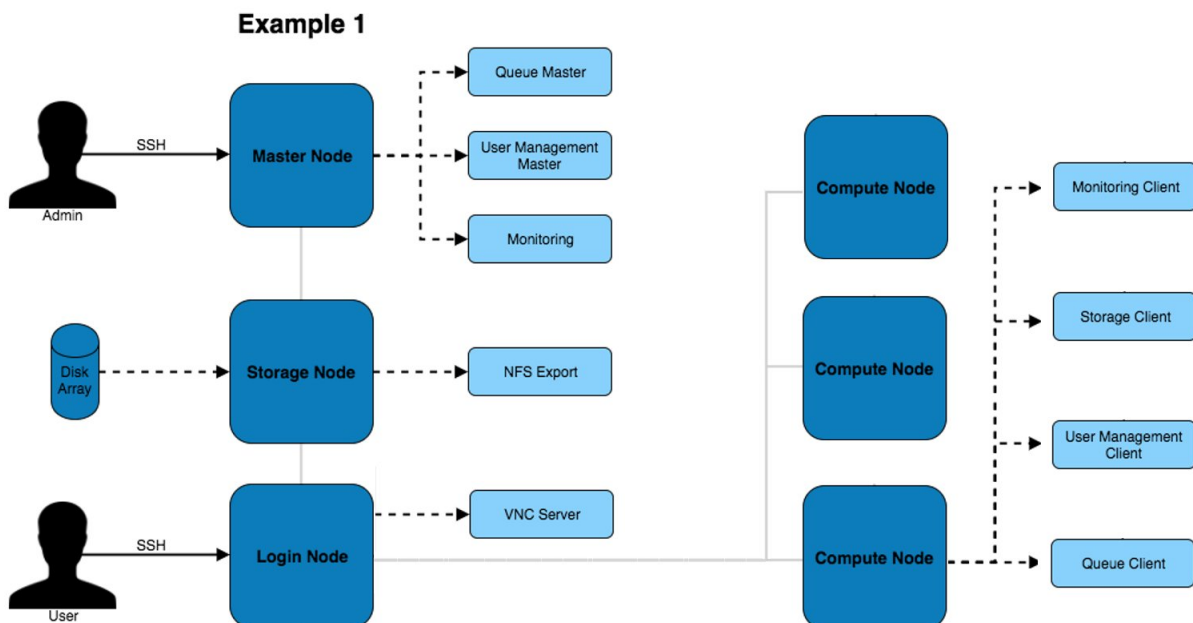 Example 1
Queue Master
SSH
Master Node
User Management
Master
Admin
Monitoring
Disk
Array
Storage Node
NFS Export
SSH
Login Node
VNC Server
User
Compute Node
Compute Node
Compute Node
Monitoring Client
Storage Client
User Management
Client
Queue Client